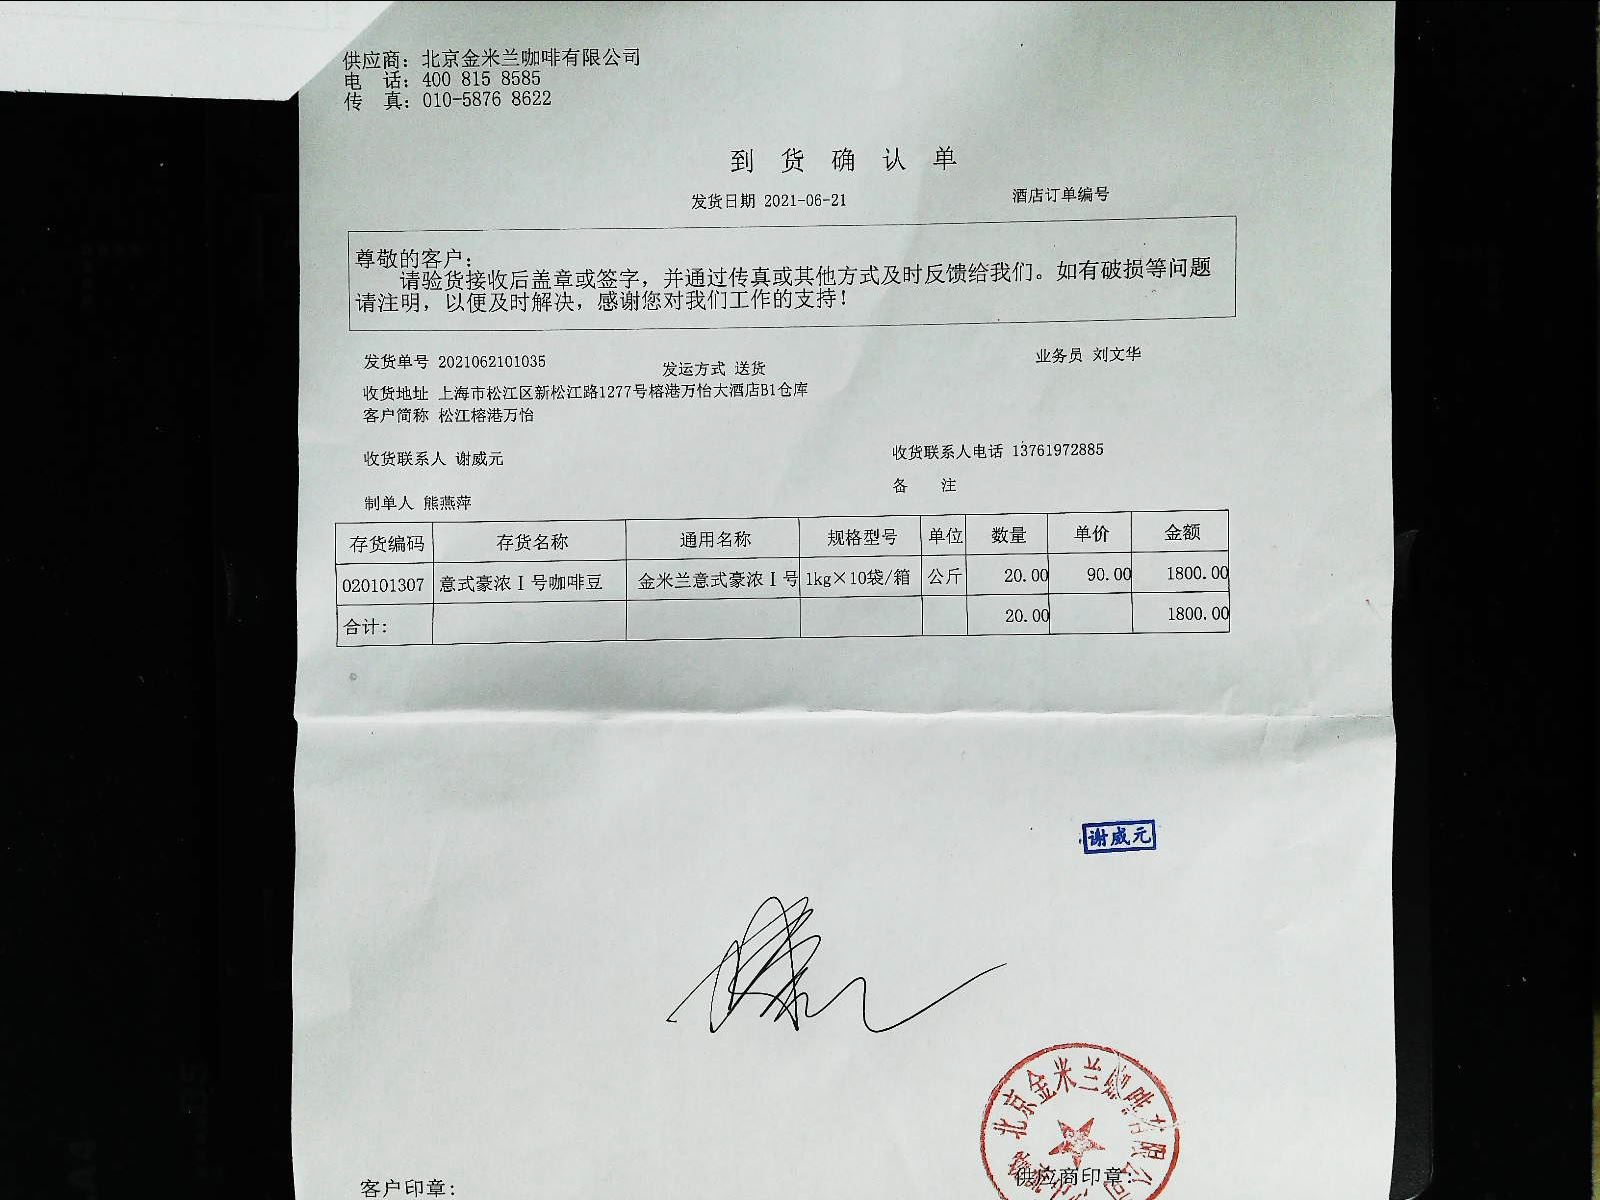 供应商：北京金米兰咖啡有限公司
电　话：400 815 8585
传　真：010-5876 8622
到 货 确 认 单
发货日期 2021-06-21　酒店订单编号
尊敬的客户：
请验货接收后盖章或签字，并通过传真或其他方式及时反馈给我们。如有破损等问题
请注明，以便及时解决，感谢您对我们工作的支持！
发货单号 2021062101035　发运方式 送货　业务员 刘文华
收货地址 上海市松江区新松江路1277号榕港万怡大酒店B1仓库
客户简称 松江榕港万怡
收货联系人 谢威元　收货联系人电话 13761972885
备　注
制单人 熊燕萍
存货编码 存货名称 通用名称 规格型号 单位 数量 单价 金额
020101307 意式豪浓Ⅰ号咖啡豆 金米兰意式豪浓Ⅰ号 1kg×10袋/箱 公斤 20.00 90.00 1800.00
合计： 20.00 1800.00
谢威元
北京金米兰咖啡有限公司
客户印章：　供应商印章：